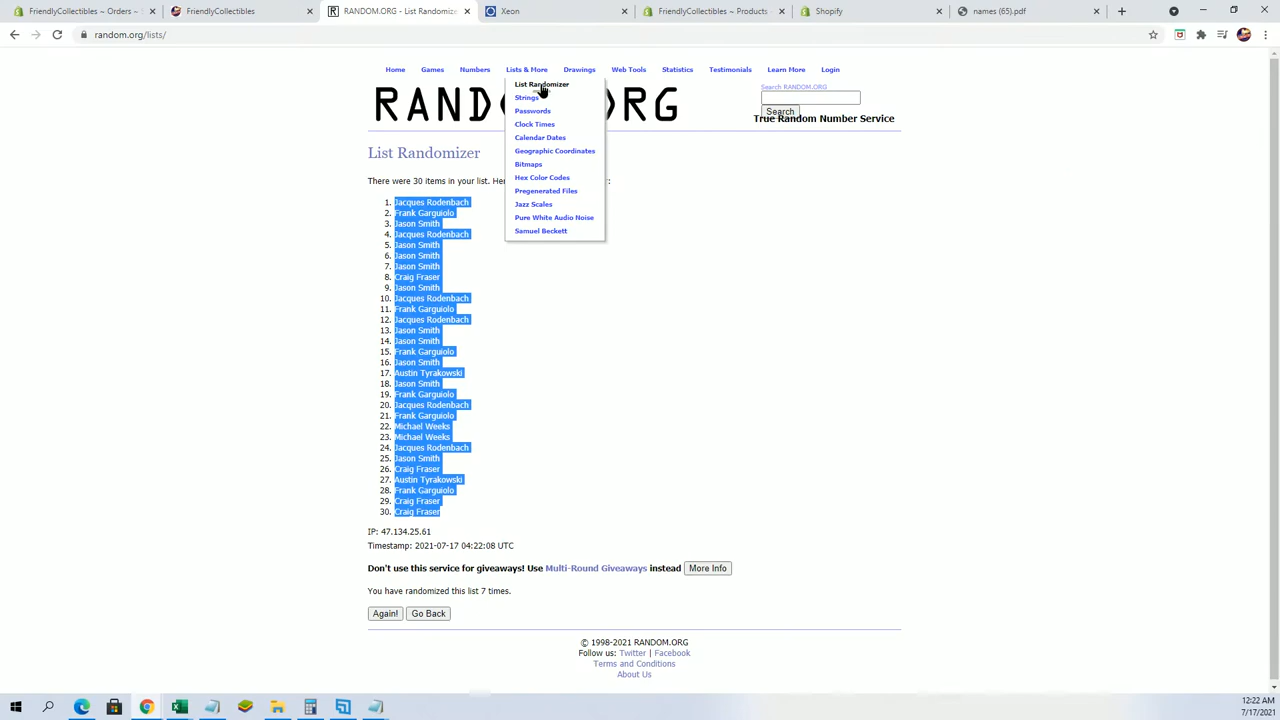 FriendlyCollectibles ~ Orders ~
FriendlyCollectibles
RANDOM.ORG - List Randomizer
Xeon
FriendlyCollectibles ~ Products
Shopify
names (65).pdf
random.org/lists/
Home Games Numbers Lists & More Drawings Web Tools Statistics Testimonials Learn More Login
List Randomizer
Strings
Passwords
Clock Times
Calendar Dates
Geographic Coordinates
Bitmaps
Hex Color Codes
Pregenerated Files
Jazz Scales
Pure White Audio Noise
Samuel Beckett
Search RANDOM.ORG
Search
True Random Number Service
List Randomizer
There were 30 items in your list. Her
1. Jacques Rodenbach
2. Frank Garguiolo
3. Jason Smith
4. Jacques Rodenbach
5. Jason Smith
6. Jason Smith
7. Jason Smith
8. Craig Fraser
9. Jason Smith
10. Jacques Rodenbach
11. Frank Garguiolo
12. Jacques Rodenbach
13. Jason Smith
14. Jason Smith
15. Frank Garguiolo
16. Jason Smith
17. Austin Tyrakowski
18. Jason Smith
19. Frank Garguiolo
20. Jacques Rodenbach
21. Frank Garguiolo
22. Michael Weeks
23. Michael Weeks
24. Jacques Rodenbach
25. Jason Smith
26. Craig Fraser
27. Austin Tyrakowski
28. Frank Garguiolo
29. Craig Fraser
30. Craig Fraser
IP: 47.134.25.61
Timestamp: 2021-07-17 04:22:08 UTC
Don't use this service for giveaways! Use Multi-Round Giveaways instead More Info
You have randomized this list 7 times.
Again! Go Back
© 1998-2021 RANDOM.ORG
Follow us: Twitter | Facebook
Terms and Conditions
About Us
12:22 AM
7/17/2021